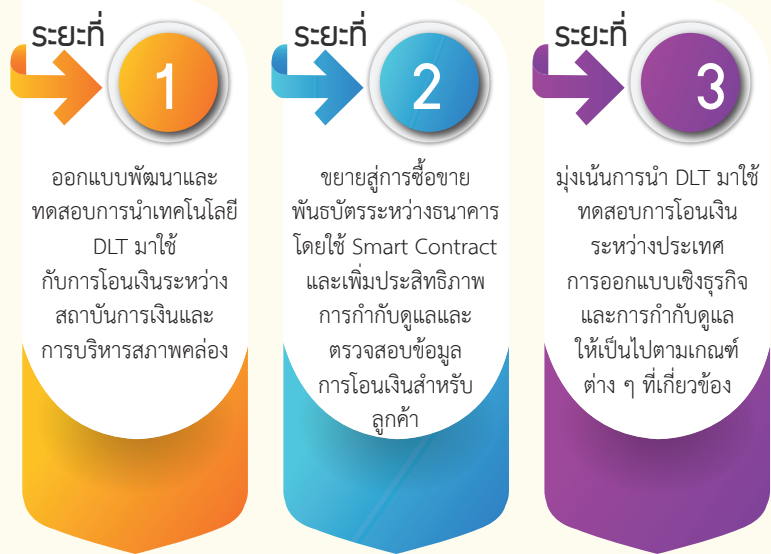 ระยะที่
1
ออกแบบพัฒนาและ
ทดสอบการนำเทคโนโลยี
DLT มาใช้
กับการโอนเงินระหว่าง
สถาบันการเงินและ
การบริหารสภาพคล่อง
ระยะที่
2
ขยายสู่การซื้อขาย
พันธบัตรระหว่างธนาคาร
โดยใช้ Smart Contract
และเพิ่มประสิทธิภาพ
การกำกับดูแลและ
ตรวจสอบข้อมูล
การโอนเงินสำหรับ
ลูกค้า
ระยะที่
3
มุ่งเน้นการนำ DLT มาใช้
ทดสอบการโอนเงิน
ระหว่างประเทศ
การออกแบบเชิงธุรกิจ
และการกำกับดูแล
ให้เป็นไปตามเกณฑ์
ต่าง ๆ ที่เกี่ยวข้อง